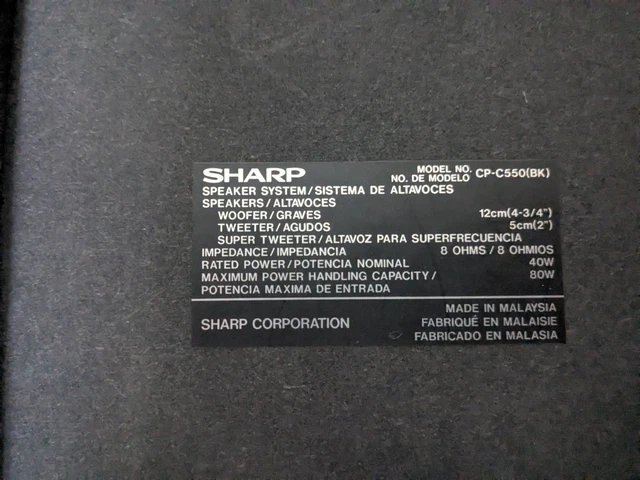 SHARP
MODEL NO.
NO. DE MODELO CP-C550(BK)
SPEAKER SYSTEM/SISTEMA DE ALTAVOCES
SPEAKERS/ALTAVOCES
WOOFER/GRAVES 12cm(4-3/4")
TWEETER/AGUDOS 5cm(2")
SUPER TWEETER/ALTAVOZ PARA SUPERFRECUENCIA
IMPEDANCE/IMPEDANCIA 8 OHMS/8 OHMIOS
RATED POWER/POTENCIA NOMINAL 40W
MAXIMUM POWER HANDLING CAPACITY/ 80W
POTENCIA MAXIMA DE ENTRADA
SHARP CORPORATION
MADE IN MALAYSIA
FABRIQUÉ EN MALAISIE
FABRICADO EN MALASIA